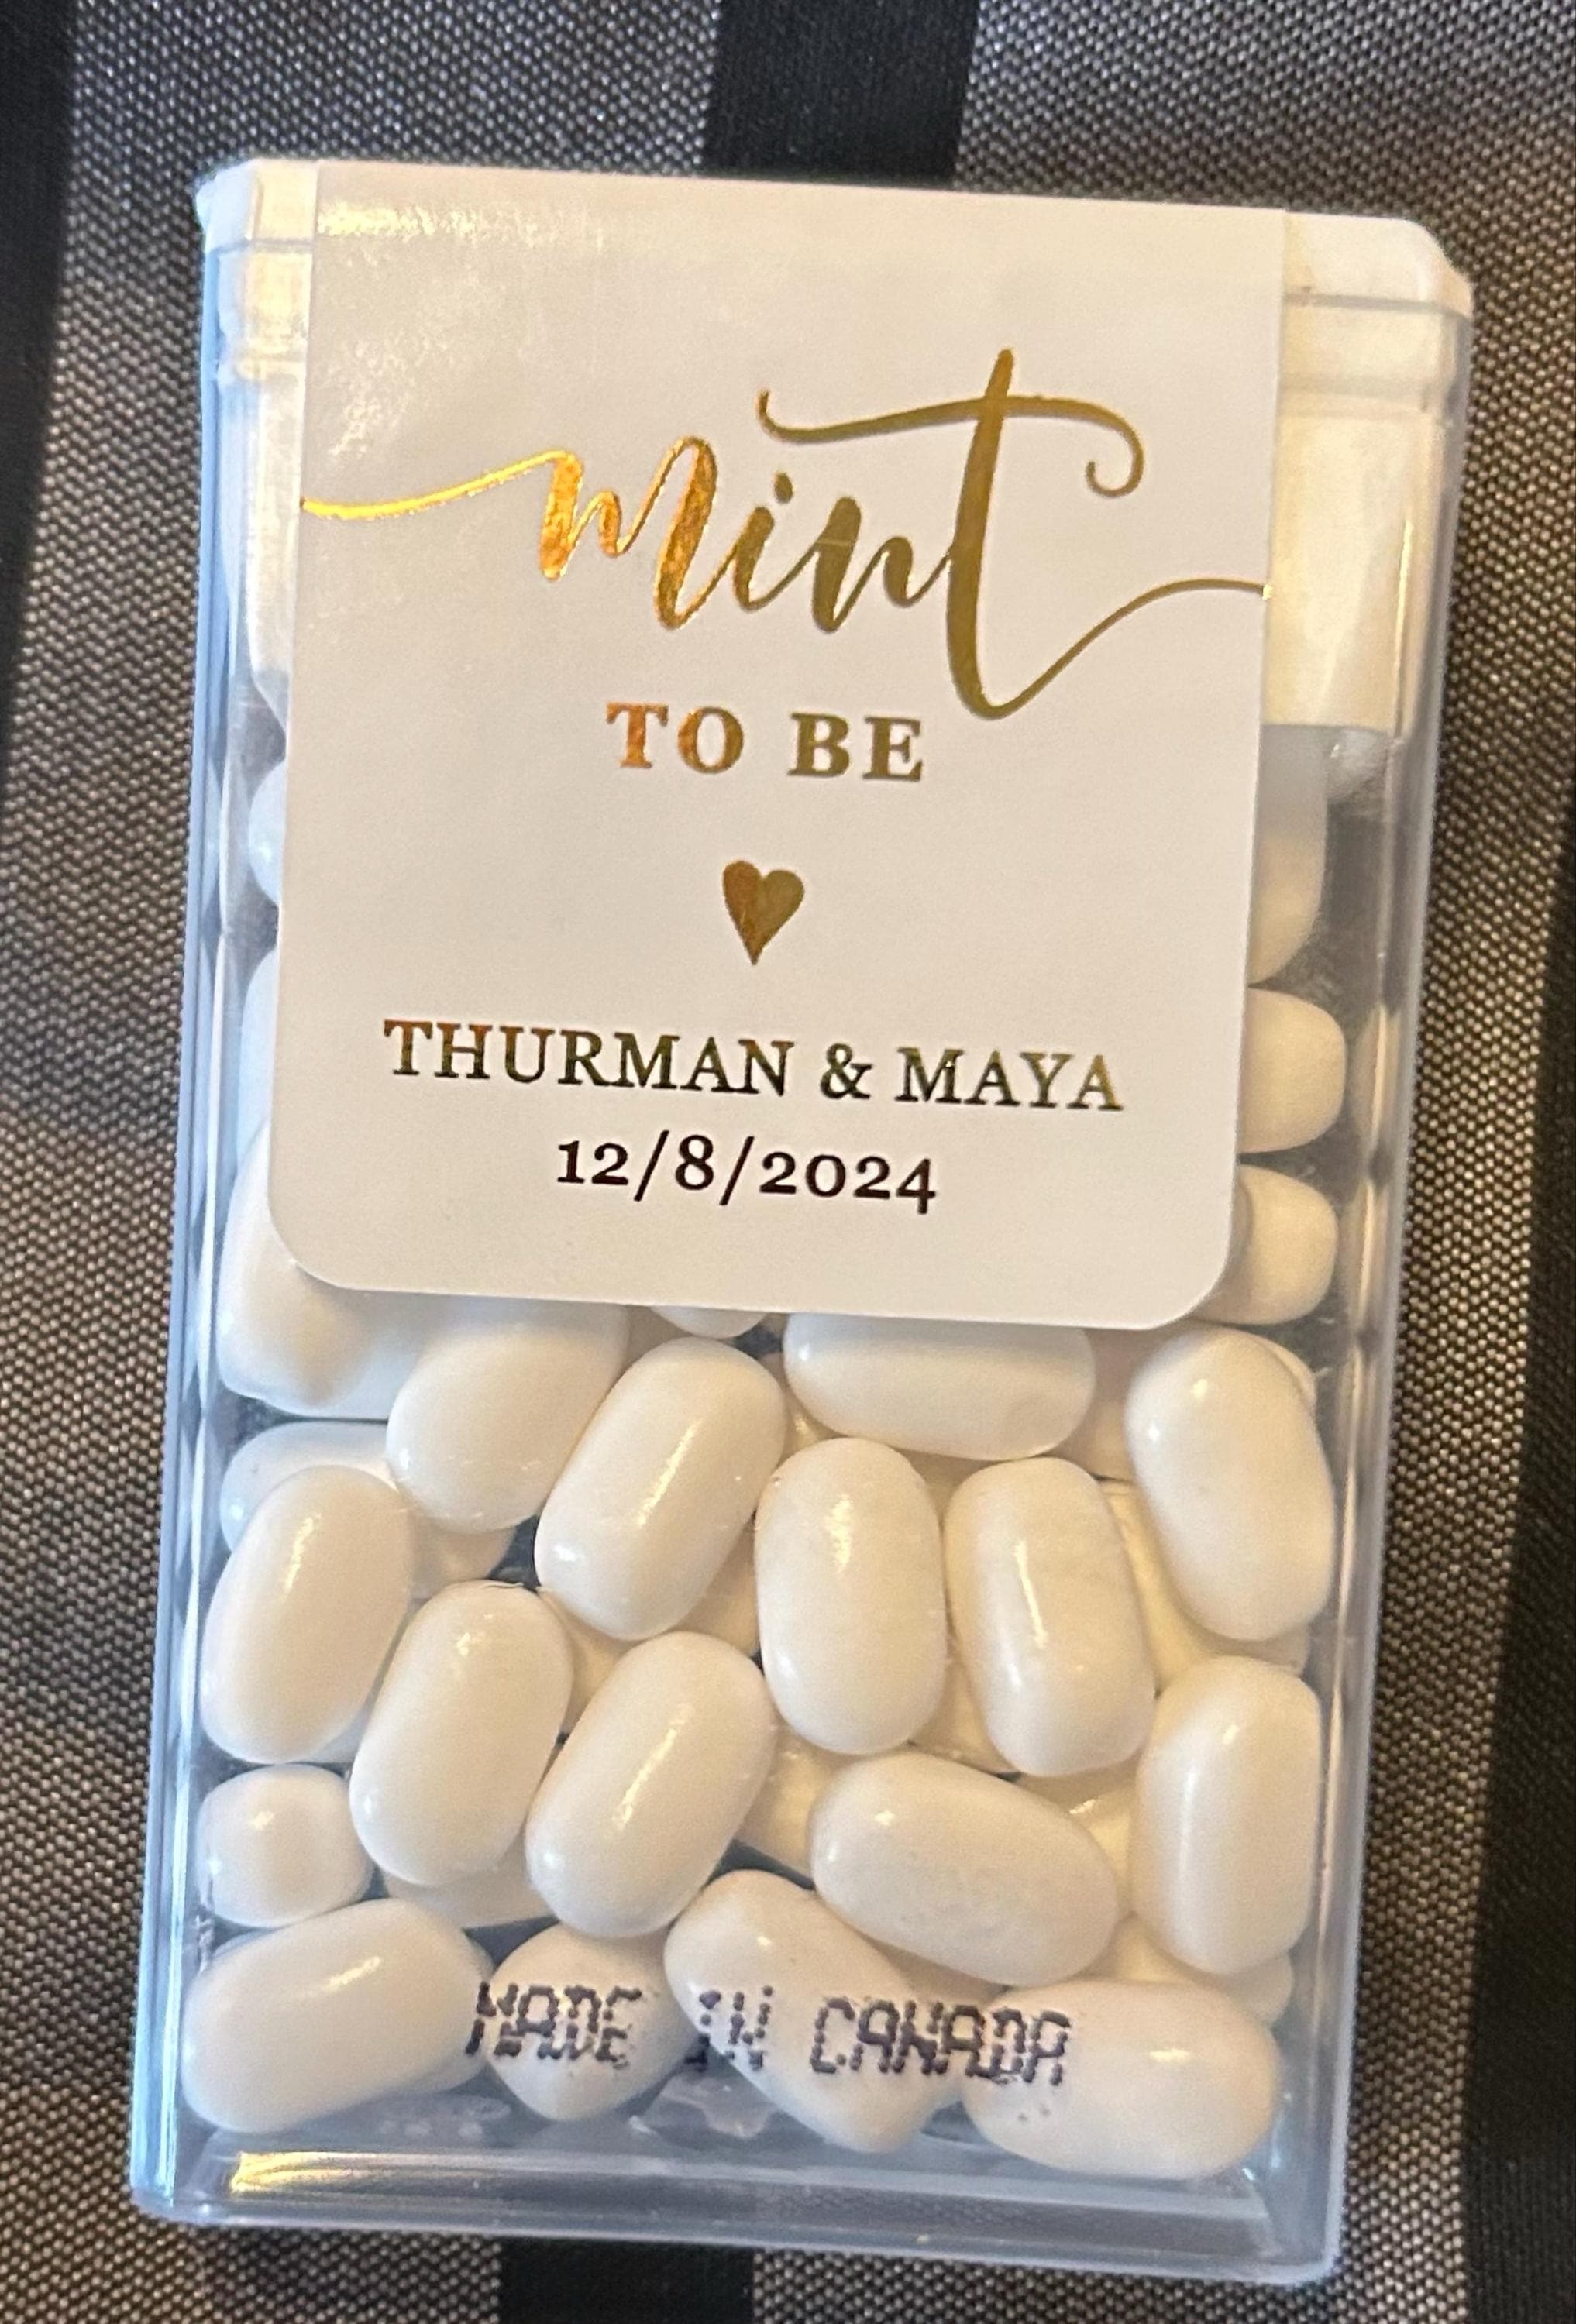 mint
TO BE
THURMAN & MAYA
12/8/2024
MADE IN CANADA